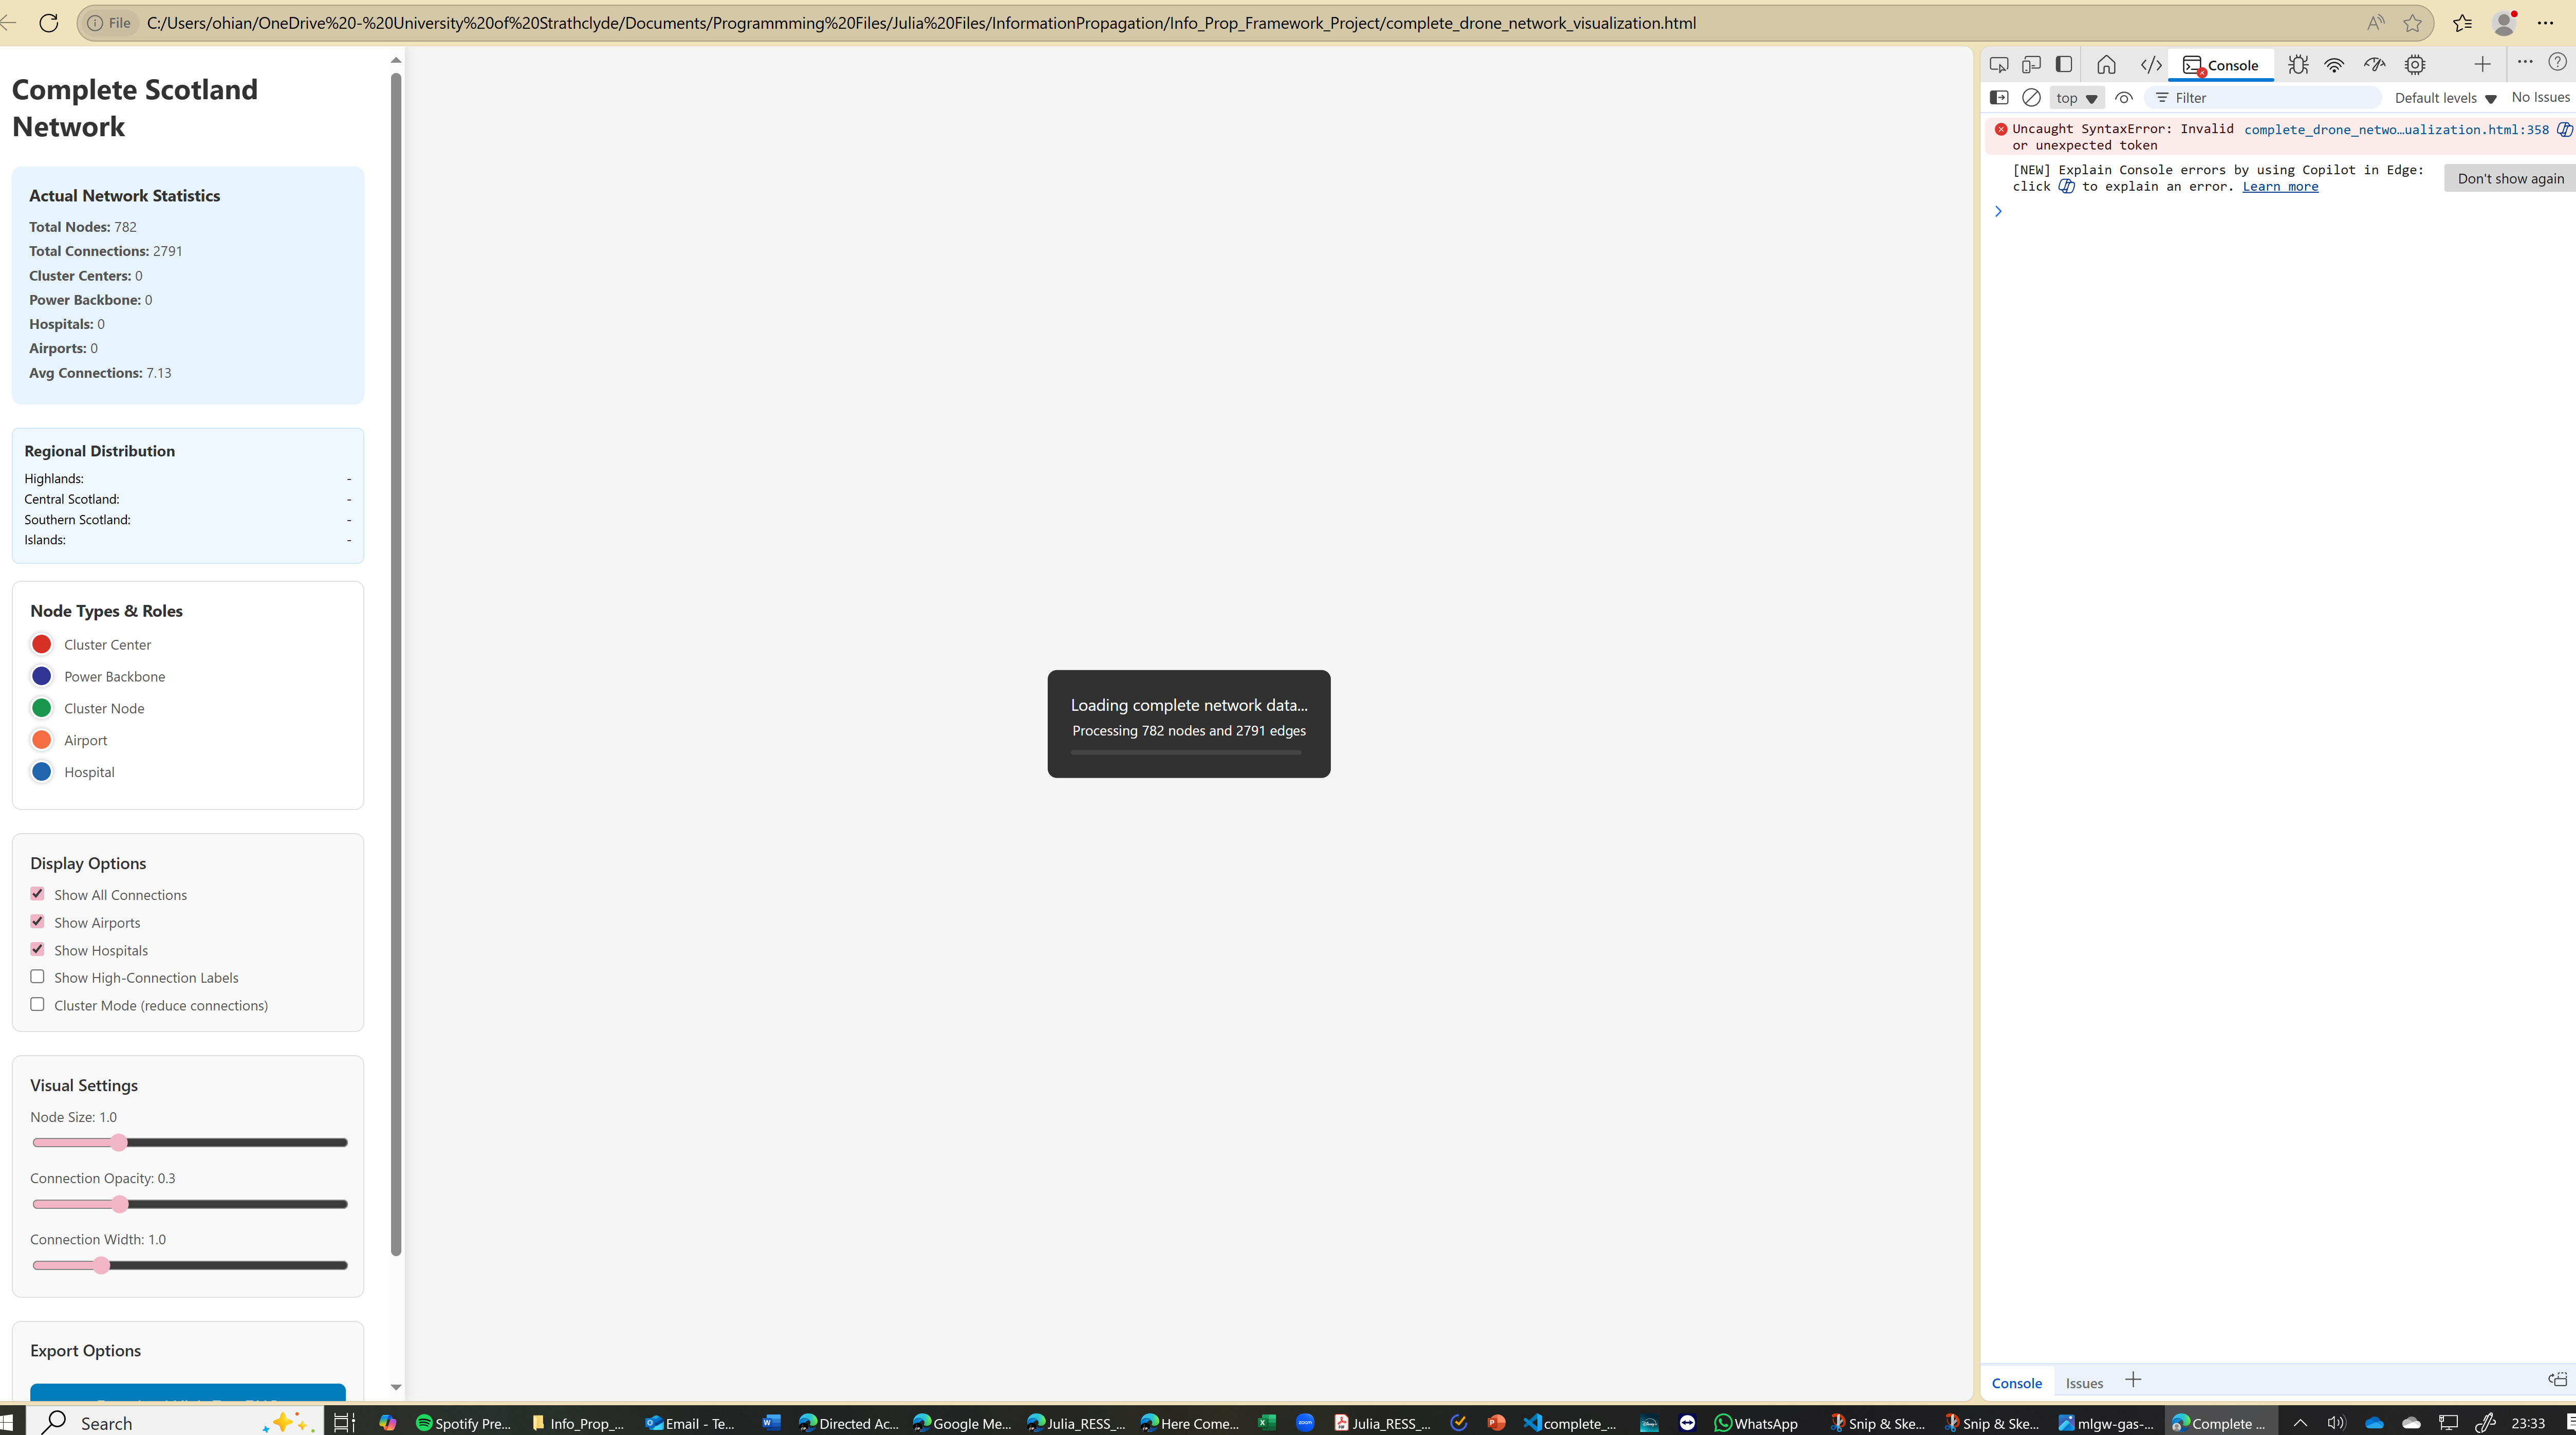 File C:/Users/ohian/OneDrive%20-%20University%20of%20Strathclyde/Documents/Programmming%20Files/Julia%20Files/InformationPropagation/Info_Prop_Framework_Project/complete_drone_network_visualization.html
Complete Scotland
Network
Actual Network Statistics
Total Nodes: 782
Total Connections: 2791
Cluster Centers: 0
Power Backbone: 0
Hospitals: 0
Airports: 0
Avg Connections: 7.13
Regional Distribution
Highlands: -
Central Scotland: -
Southern Scotland: -
Islands: -
Node Types & Roles
Cluster Center
Power Backbone
Cluster Node
Airport
Hospital
Display Options
Show All Connections
Show Airports
Show Hospitals
Show High-Connection Labels
Cluster Mode (reduce connections)
Visual Settings
Node Size: 1.0
Connection Opacity: 0.3
Connection Width: 1.0
Export Options
Loading complete network data...
Processing 782 nodes and 2791 edges
Console
top Filter Default levels No Issues
Uncaught SyntaxError: Invalid complete_drone_netwo…ualization.html:358
or unexpected token
[NEW] Explain Console errors by using Copilot in Edge: Don't show again
click to explain an error. Learn more
Console Issues
Search Spotify Pre... Info_Prop_... Email - Te... Directed Ac... Google Me... Julia_RESS_... Here Come... zoom Julia_RESS_... complete_... WhatsApp Snip & Ske... Snip & Ske... mlgw-gas-... Complete ... 23:33